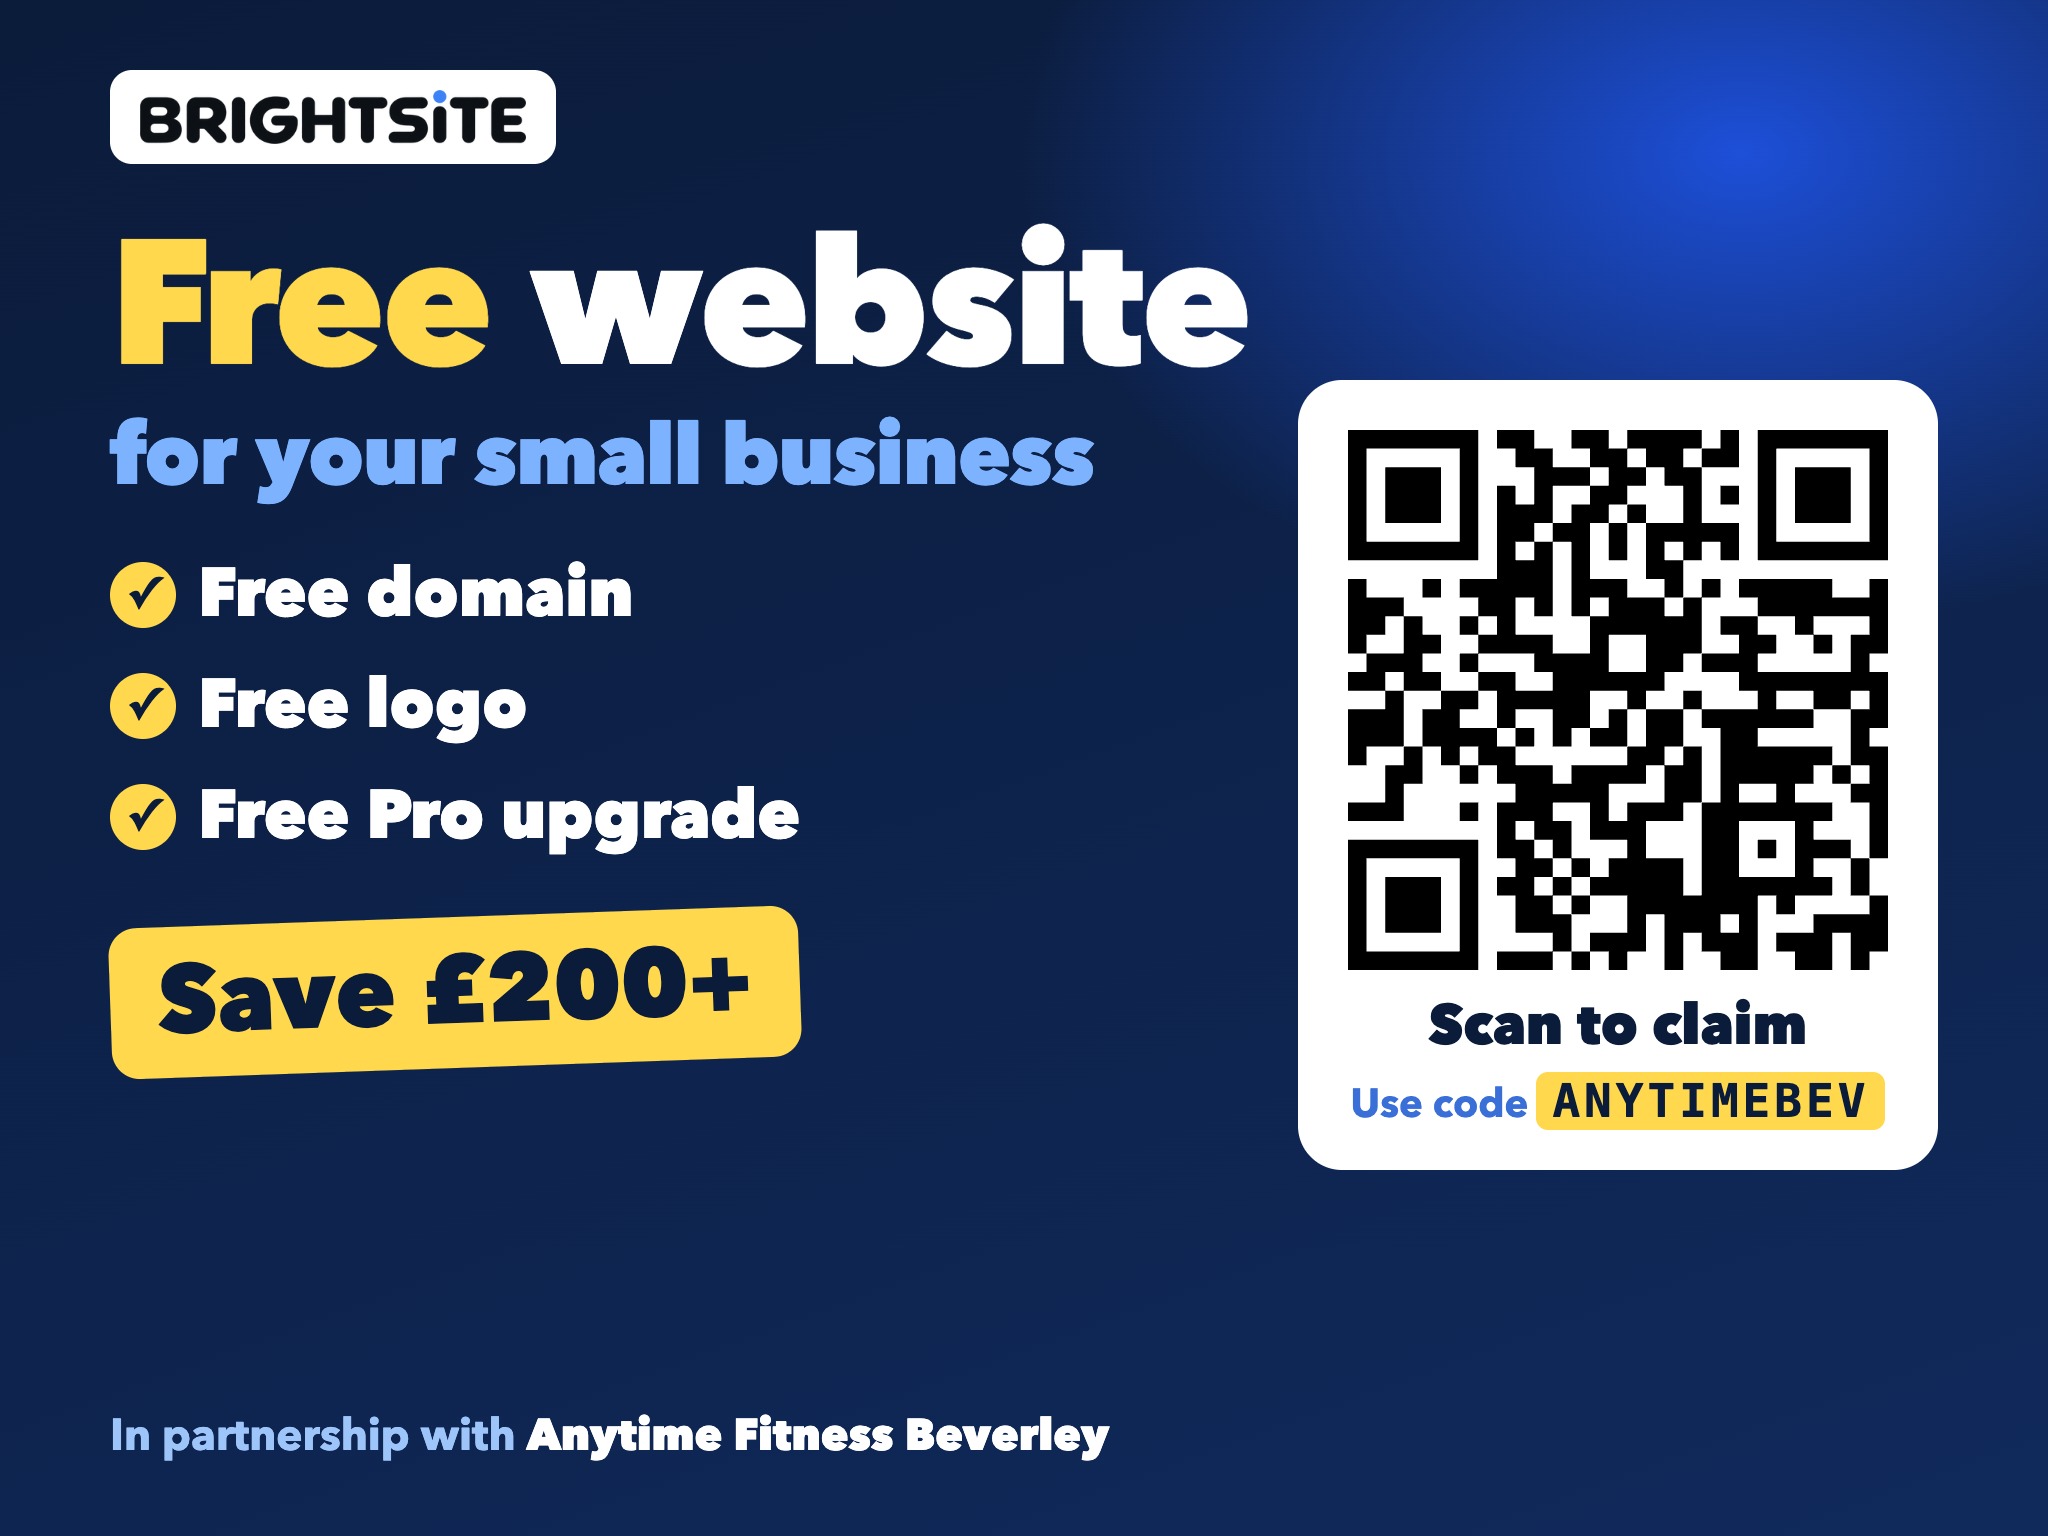 BRIGHTSiTE
Free website
for your small business
✓ Free domain
✓ Free logo
✓ Free Pro upgrade
Save £200+
Scan to claim
Use code ANYTIMEBEV
In partnership with Anytime Fitness Beverley